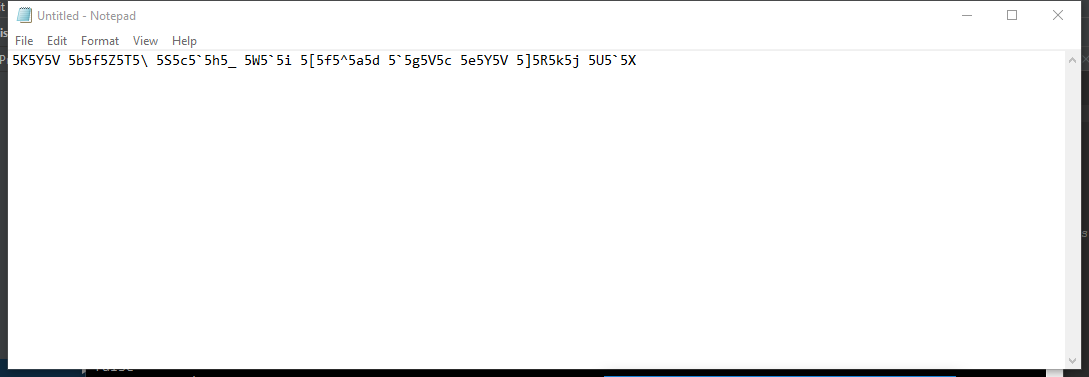 Untitled - Notepad
File Edit Format View Help
5K5Y5V 5b5f5Z5T5\ 5S5c5`5h5_ 5W5`5i 5[5f5^5a5d 5`5g5V5c 5e5Y5V 5]5R5k5j 5U5`5X